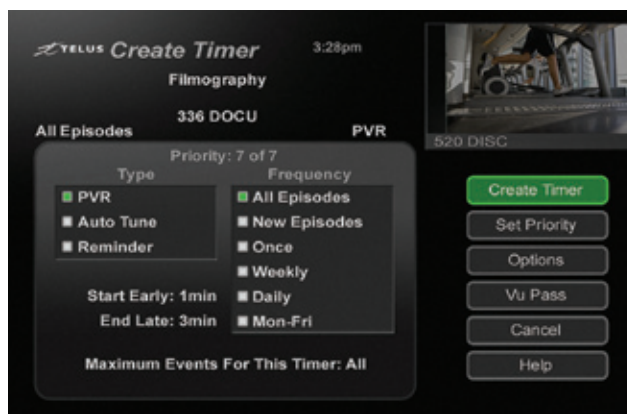 TELUS Create Timer 3:28pm
Filmography
336 DOCU
All Episodes PVR
520 DISC
Priority: 7 of 7
Type Frequency
PVR
Auto Tune
Reminder
All Episodes
New Episodes
Once
Weekly
Daily
Mon-Fri
Start Early: 1min
End Late: 3min
Maximum Events For This Timer: All
Create Timer
Set Priority
Options
Vu Pass
Cancel
Help